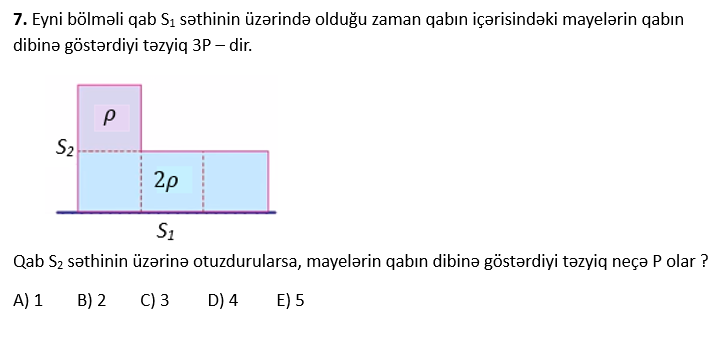 7. Eyni bölməli qab S₁ səthinin üzərində olduğu zaman qabın içərisindəki mayelərin qabın
dibinə göstərdiyi təzyiq 3P – dir.
ρ
S₂
2ρ
S₁
Qab S₂ səthinin üzərinə otuzdurularsa, mayelərin qabın dibinə göstərdiyi təzyiq neçə P olar ?
A) 1 B) 2 C) 3 D) 4 E) 5